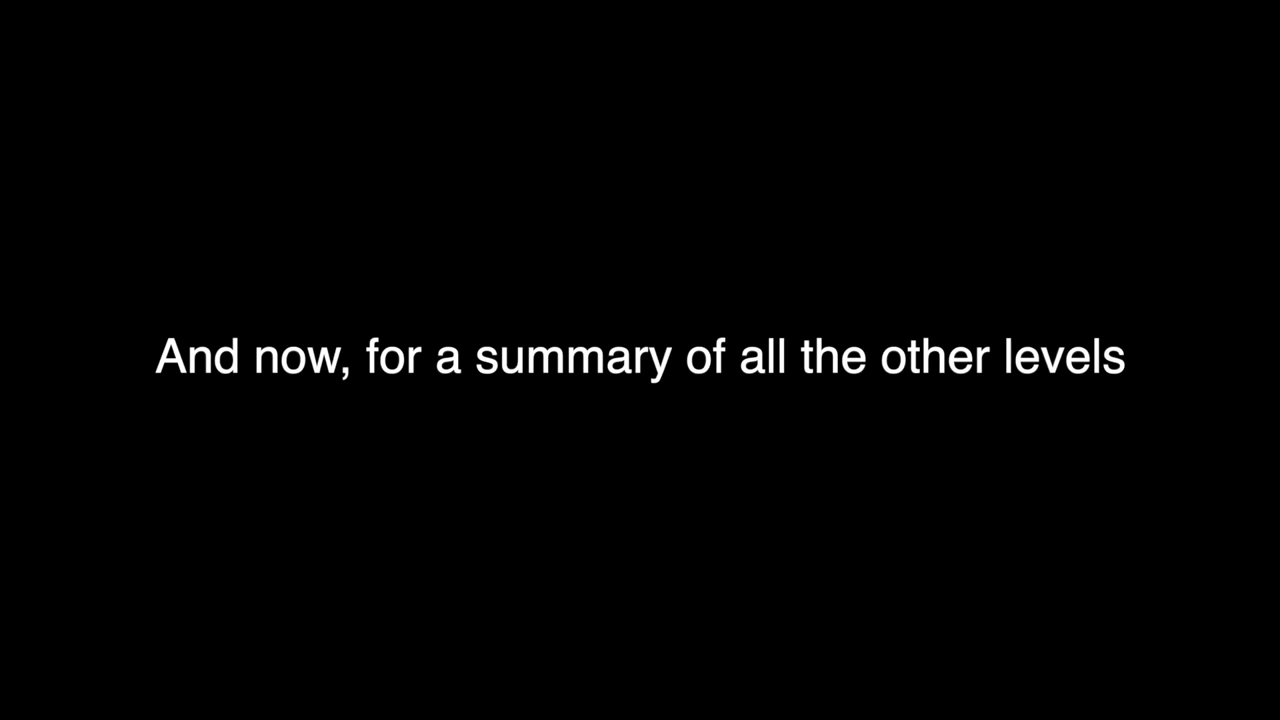 And now, for a summary of all the other levels